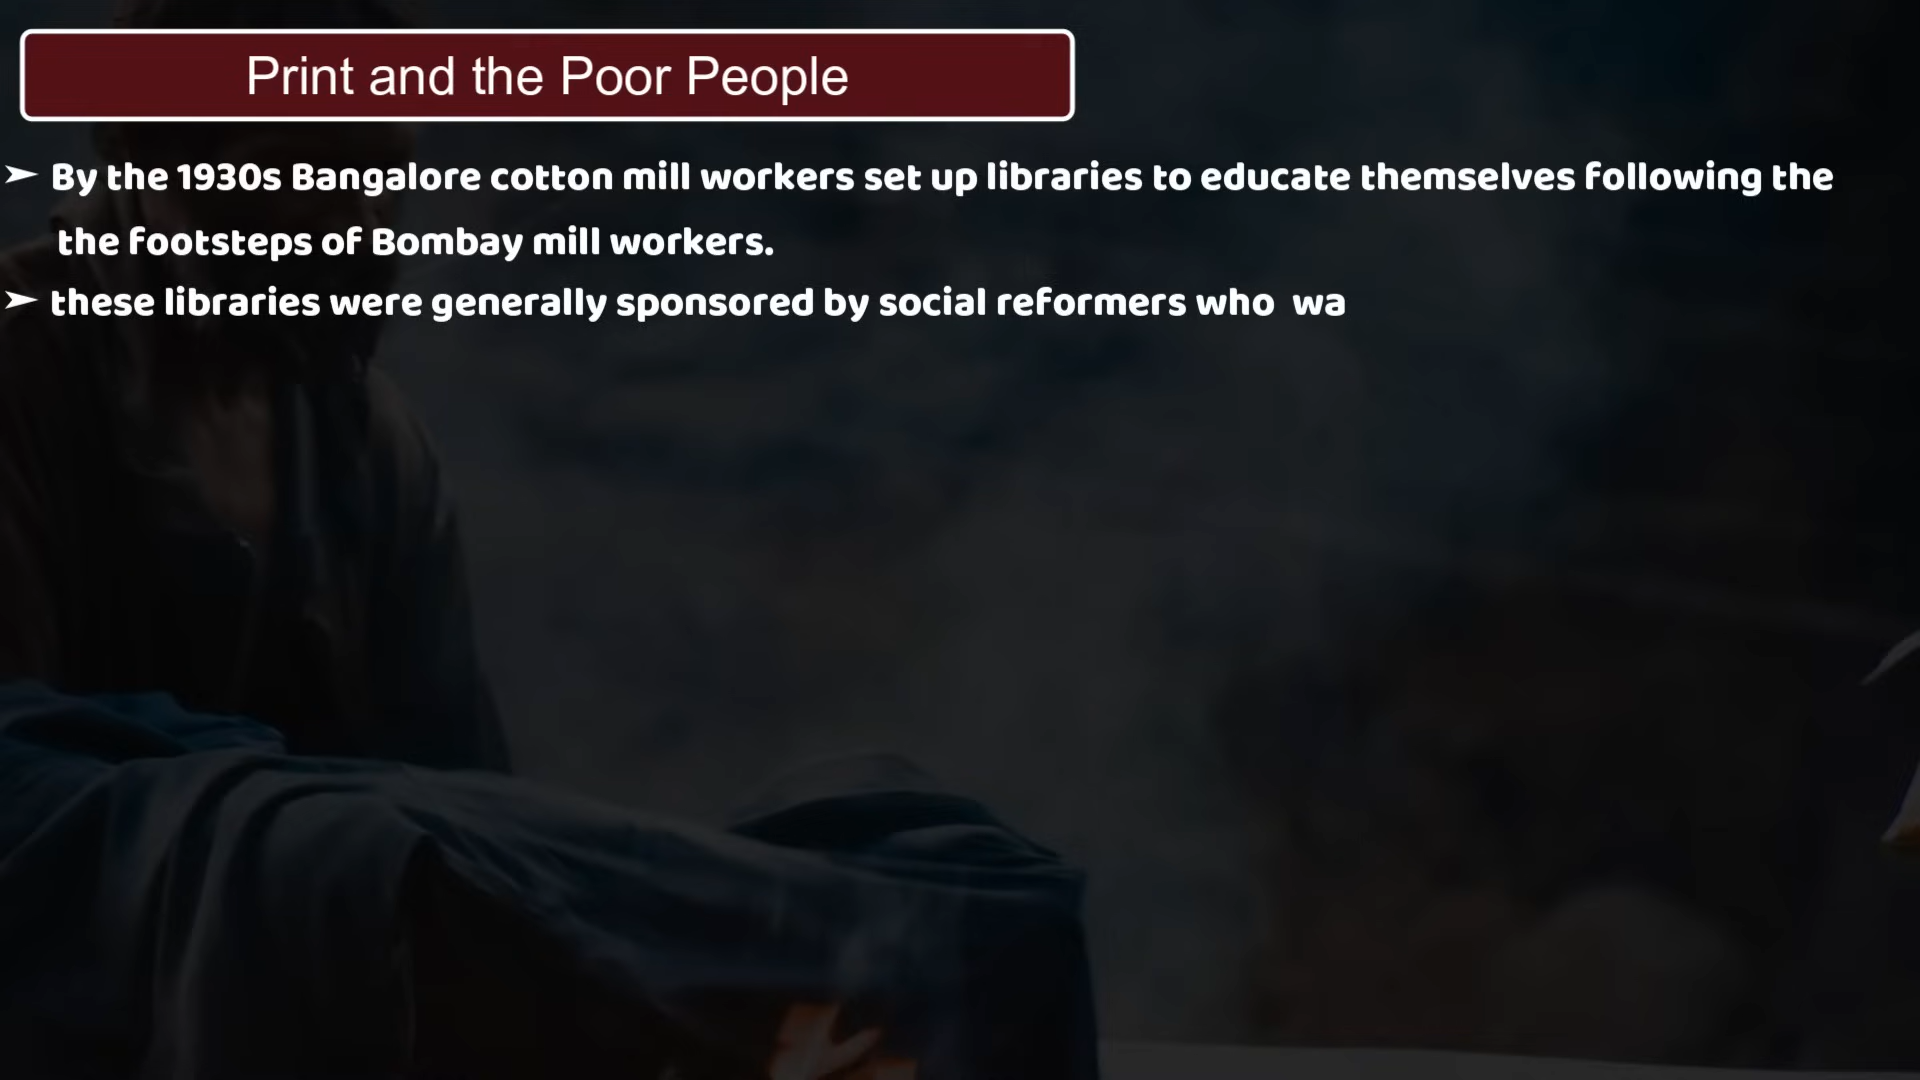 Print and the Poor People
➤ By the 1930s Bangalore cotton mill workers set up libraries to educate themselves following the
the footsteps of Bombay mill workers.
➤ these libraries were generally sponsored by social reformers who wa